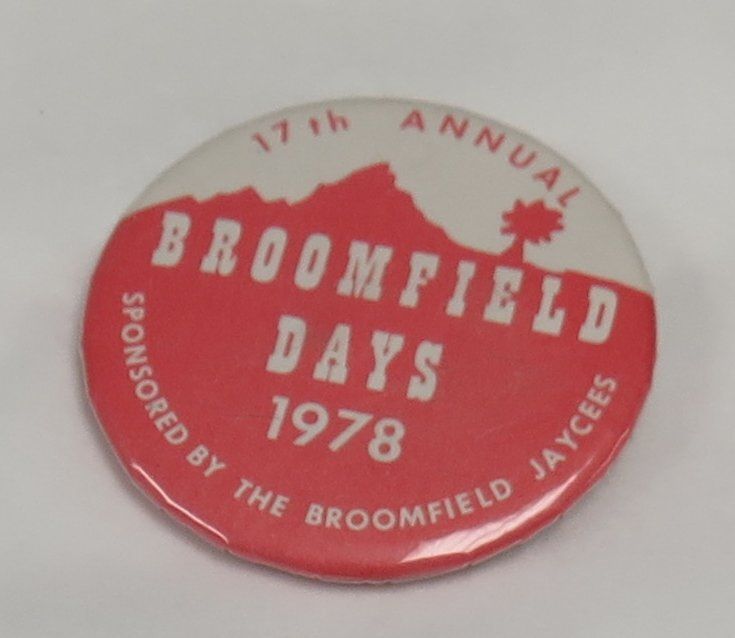 17th ANNUAL
BROOMFIELD
DAYS
1978
SPONSORED BY THE BROOMFIELD JAYCEES